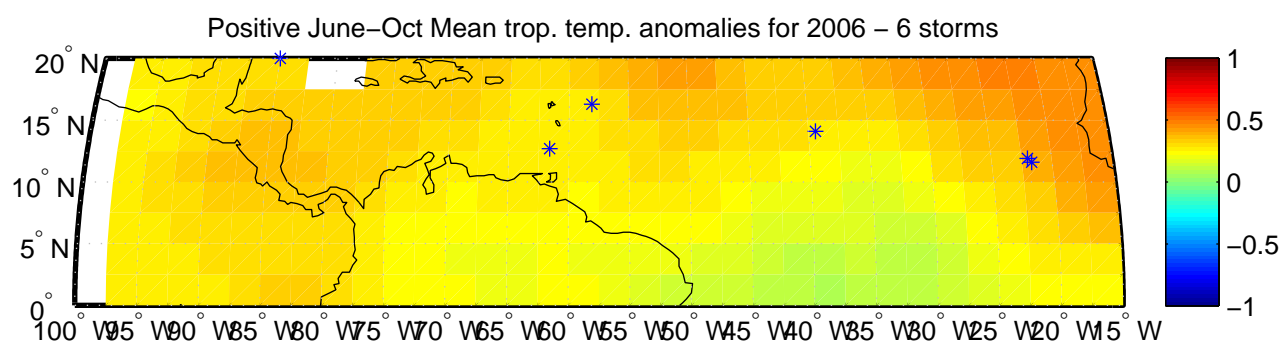 Positive June−Oct Mean trop. temp. anomalies for 2006 − 6 storms
20° N
15° N
10° N
5° N
0°
100° W 95° W 90° W 85° W 80° W 75° W 70° W 65° W 60° W 55° W 50° W 45° W 40° W 35° W 30° W 25° W 20° W 15° W
1
0.5
0
−0.5
−1